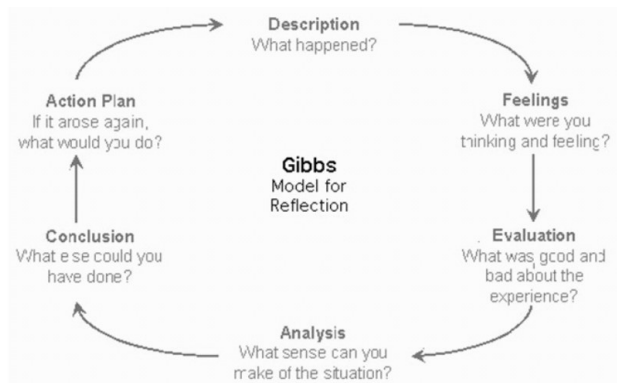 Description
What happened?
Feelings
What were you
thinking and feeling?
Evaluation
What was good and
bad about the
experience?
Analysis
What sense can you
make of the situation?
Conclusion
What else could you
have done?
Action Plan
If it arose again,
what would you do?
Gibbs
Model for
Reflection